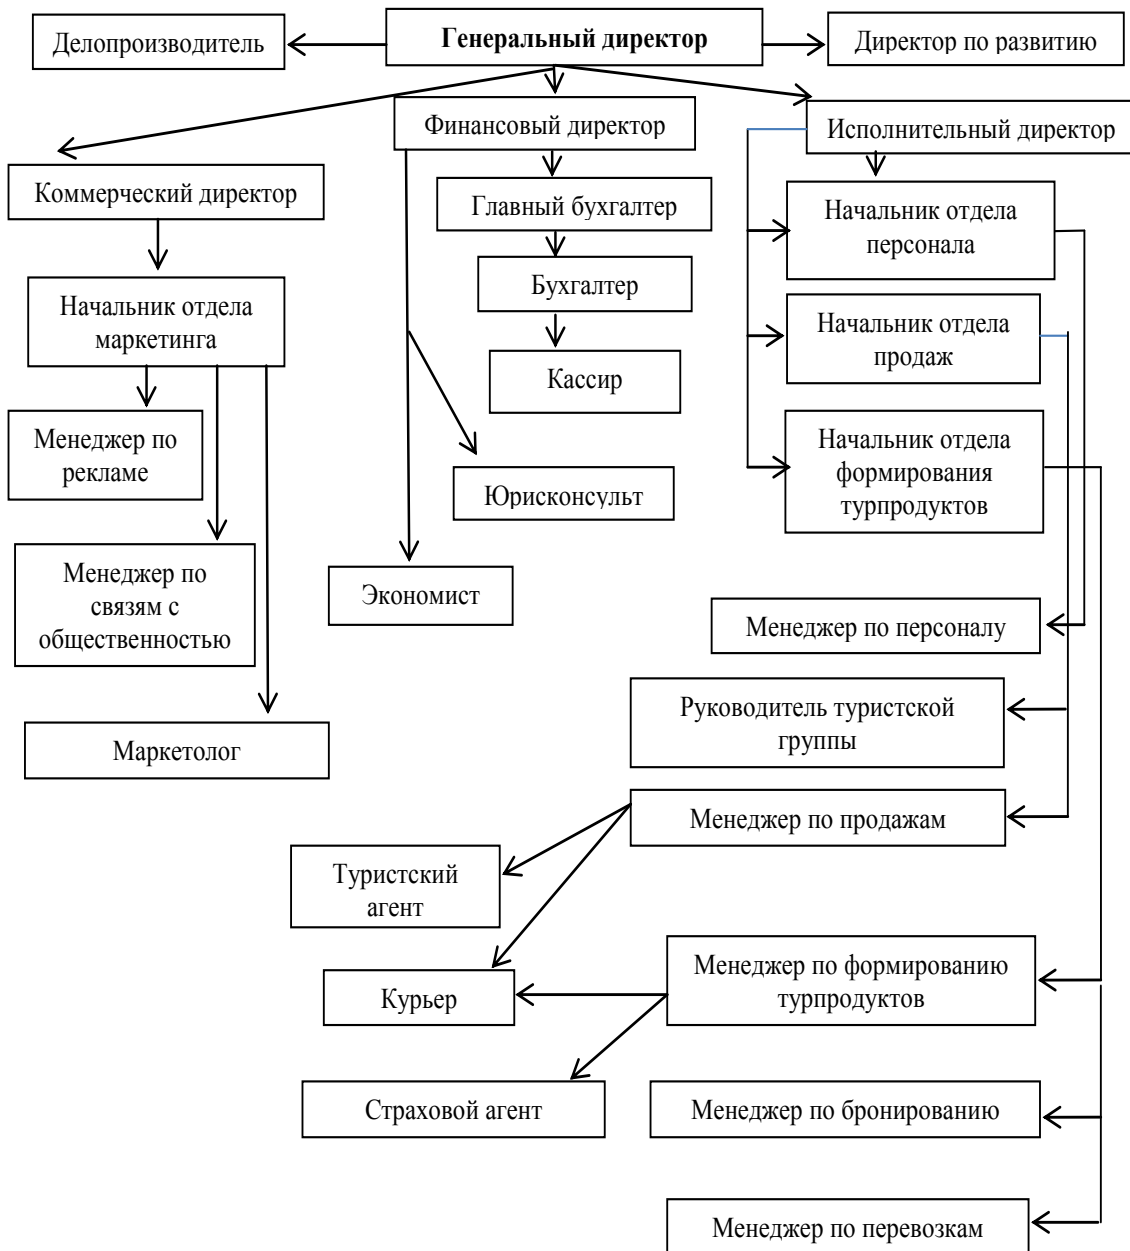 Делопроизводитель
Генеральный директор
Директор по развитию
Финансовый директор
Исполнительный директор
Коммерческий директор
Главный бухгалтер
Начальник отдела
персонала
Начальник отдела
маркетинга
Бухгалтер
Начальник отдела
продаж
Кассир
Менеджер по
рекламе
Начальник отдела
формирования
турпродуктов
Юрисконсульт
Менеджер по
связям с
общественностью
Экономист
Менеджер по персоналу
Руководитель туристской
группы
Маркетолог
Менеджер по продажам
Туристский
агент
Менеджер по формированию
турпродуктов
Курьер
Страховой агент
Менеджер по бронированию
Менеджер по перевозкам